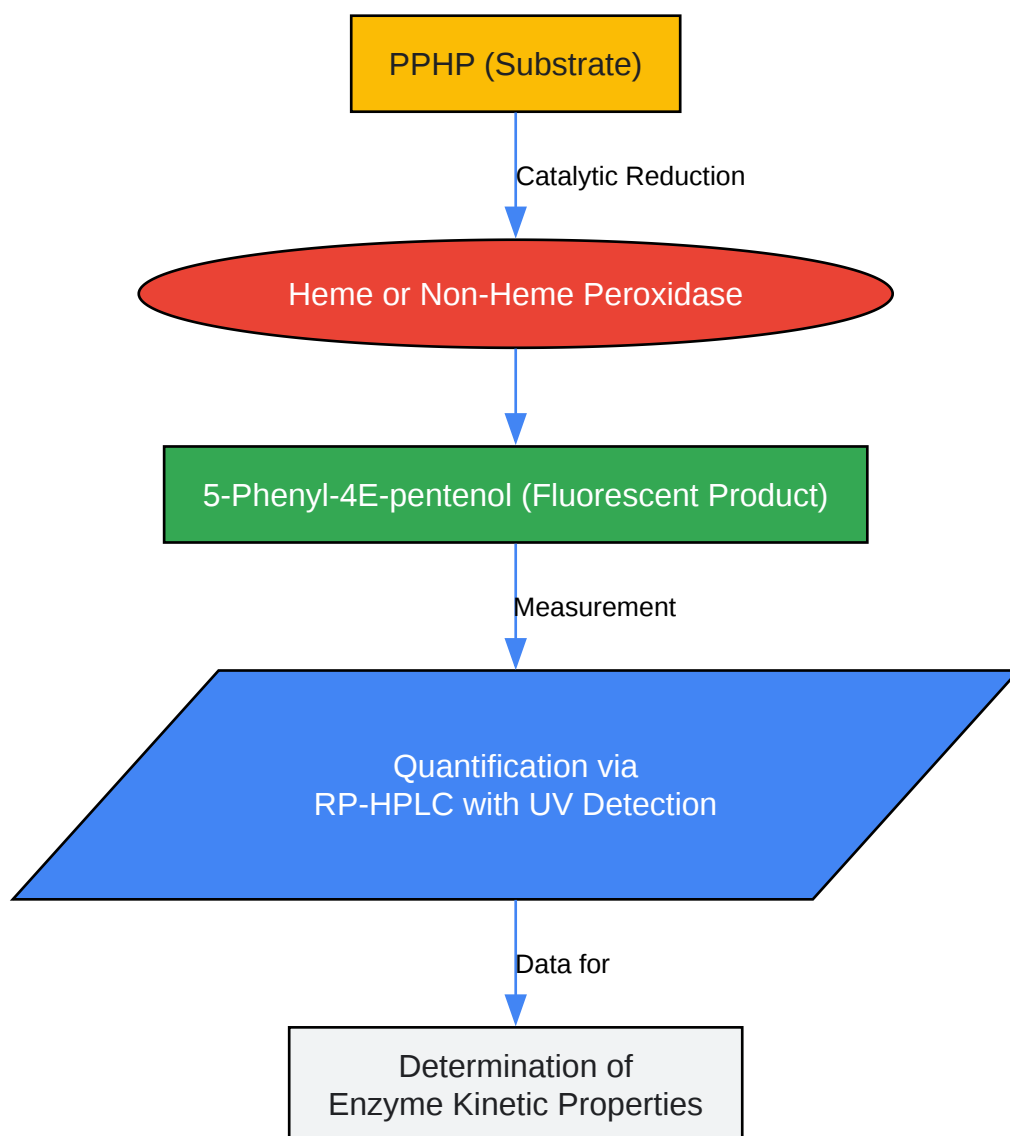 PPHP (Substrate)
Catalytic Reduction
Heme or Non-Heme Peroxidase
5-Phenyl-4E-pentenol (Fluorescent Product)
Measurement
Quantification via
RP-HPLC with UV Detection
Data for
Determination of
Enzyme Kinetic Properties